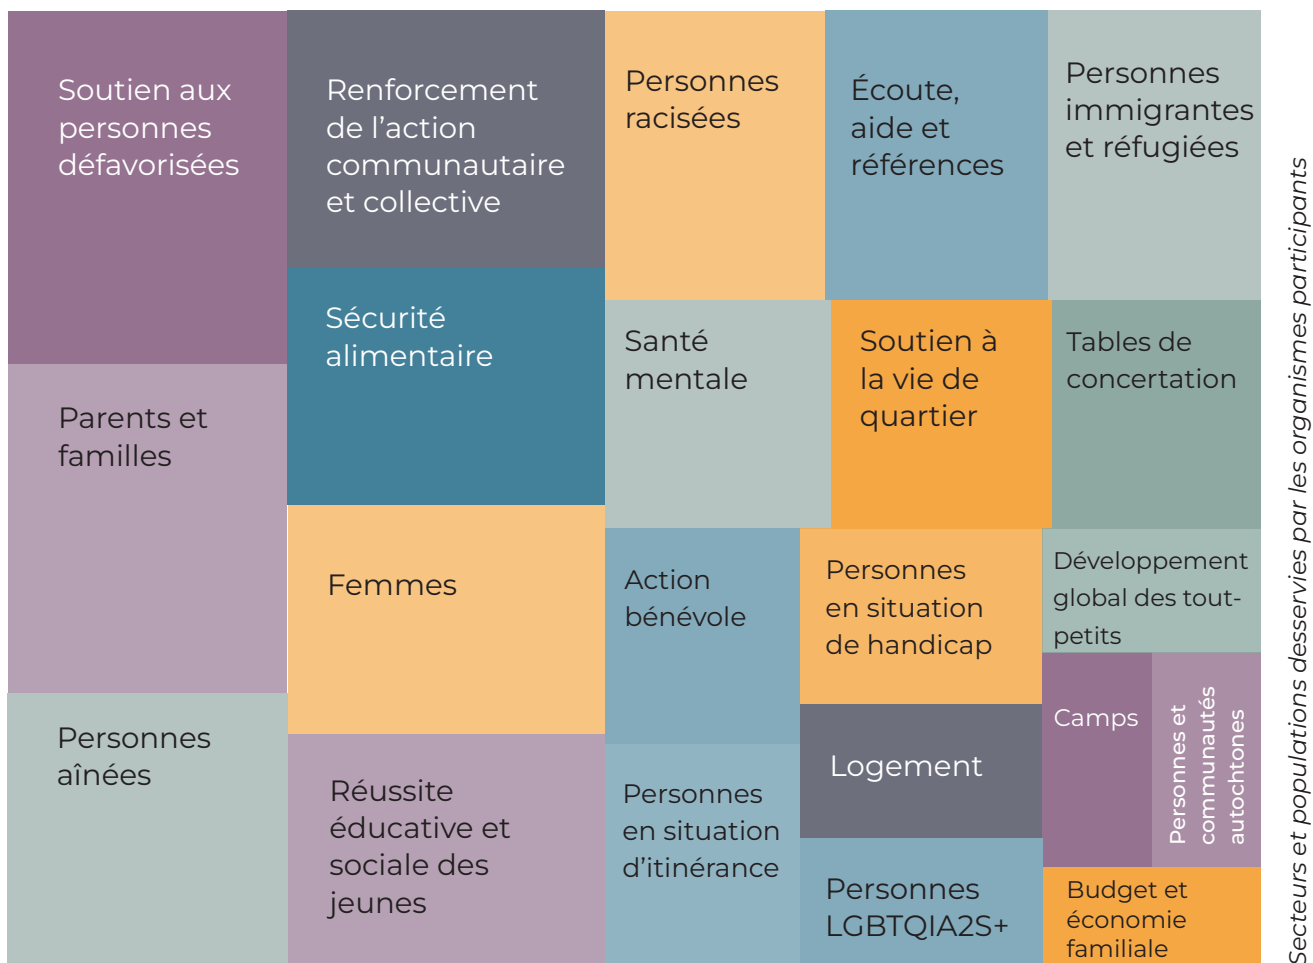 Soutien aux
personnes
défavorisées
Parents et
familles
Personnes
aînées
Renforcement
de l’action
communautaire
et collective
Sécurité
alimentaire
Femmes
Réussite
éducative et
sociale des
jeunes
Personnes
racisées
Écoute,
aide et
références
Personnes
immigrantes
et réfugiées
Santé
mentale
Soutien à
la vie de
quartier
Tables de
concertation
Action
bénévole
Personnes
en situation
de handicap
Développement
global des tout-
petits
Personnes
en situation
d’itinérance
Logement
Camps
Personnes et
communautés
autochtones
Personnes
LGBTQIA2S+
Budget et
économie
familiale
Secteurs et populations desservies par les organismes participants